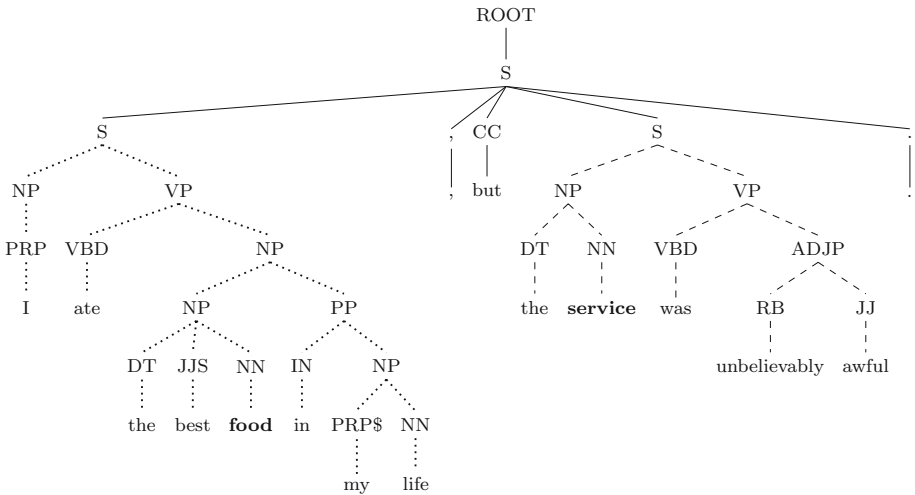 ROOT
S
S , CC S .
NP VP , but NP VP .
PRP VBD NP DT NN VBD ADJP
I ate NP PP the service was RB JJ
DT JJS NN IN NP unbelievably awful
the best food in PRP$ NN
my life